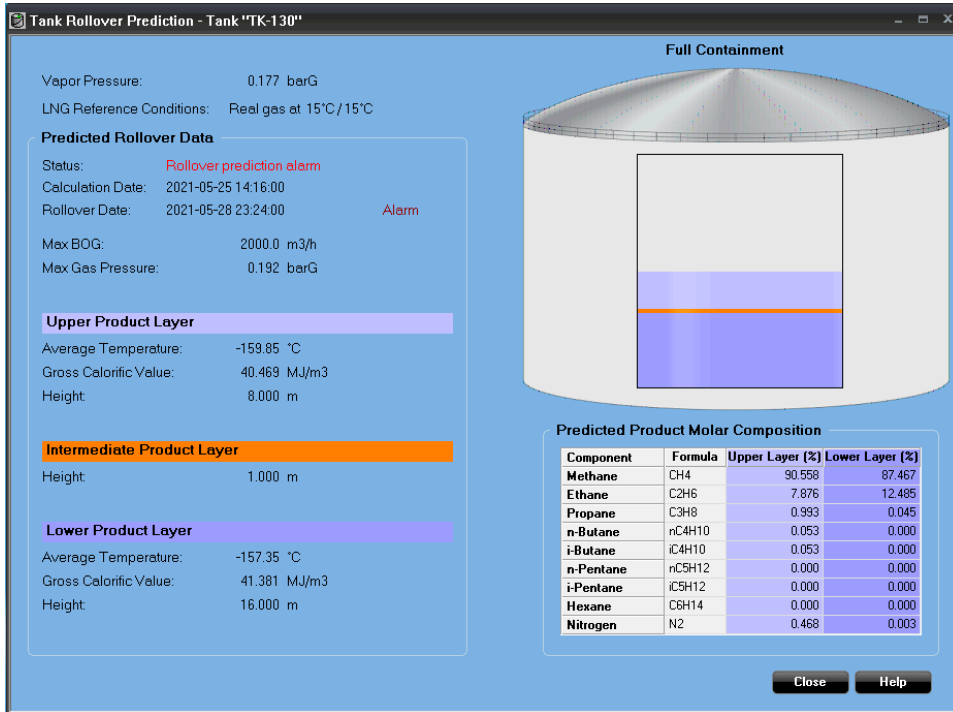 Tank Rollover Prediction - Tank "TK-130"
Full Containment
Vapor Pressure: 0.177 barG
LNG Reference Conditions: Real gas at 15°C/15°C
Predicted Rollover Data
Status: Rollover prediction alarm
Calculation Date: 2021-05-25 14:16:00
Rollover Date: 2021-05-28 23:24:00 Alarm
Max BOG: 2000.0 m3/h
Max Gas Pressure: 0.192 barG
Upper Product Layer
Average Temperature: -159.85 °C
Gross Calorific Value: 40.469 MJ/m3
Height: 8.000 m
Intermediate Product Layer
Height: 1.000 m
Lower Product Layer
Average Temperature: -157.35 °C
Gross Calorific Value: 41.381 MJ/m3
Height: 16.000 m
Predicted Product Molar Composition
Component Formula Upper Layer (%) Lower Layer (%)
Methane CH4 90.558 87.467
Ethane C2H6 7.876 12.485
Propane C3H8 0.993 0.045
n-Butane nC4H10 0.053 0.000
i-Butane iC4H10 0.053 0.000
n-Pentane nC5H12 0.000 0.000
i-Pentane iC5H12 0.000 0.000
Hexane C6H14 0.000 0.000
Nitrogen N2 0.468 0.003
Close Help